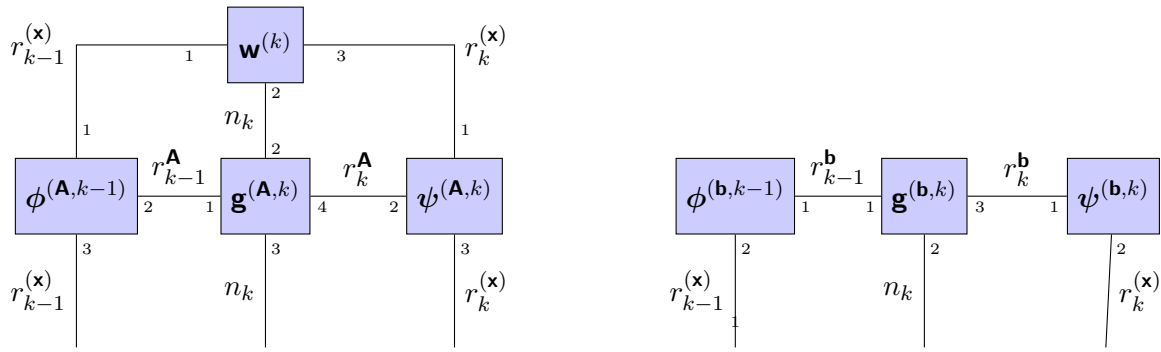 r_{k-1}^{(x)} 1 w^{(k)} 3 r_k^{(x)}
2
n_k
1 2 1
r_{k-1}^A r_k^A r_{k-1}^b r_k^b
ϕ^{(A,k-1)} 2 1 g^{(A,k)} 4 2 ψ^{(A,k)} ϕ^{(b,k-1)} 1 1 g^{(b,k)} 3 1 ψ^{(b,k)}
3 3 3 2 2 2
r_{k-1}^{(x)} n_k r_k^{(x)} r_{k-1}^{(x)} n_k r_k^{(x)}
1